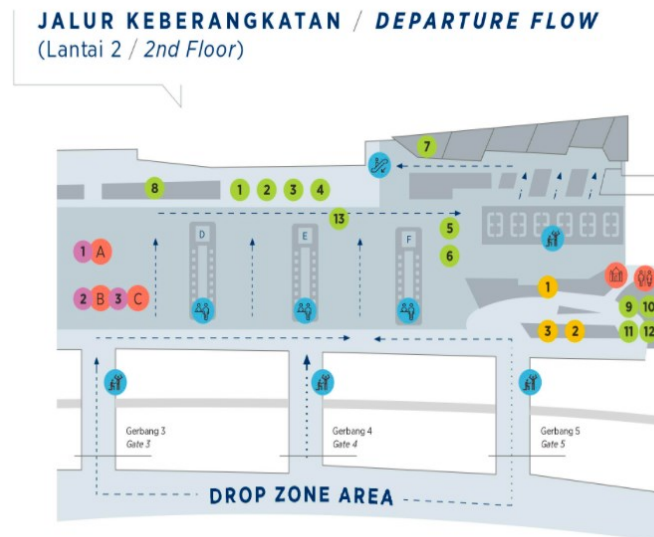 JALUR KEBERANGKATAN / DEPARTURE FLOW
(Lantai 2 / 2nd Floor)
7
8
1 2 3 4
13
D E F
5
6
1 A
2 B 3 C
1
9 10
3 2 11 12
Gerbang 3
Gate 3
Gerbang 4
Gate 4
Gerbang 5
Gate 5
DROP ZONE AREA